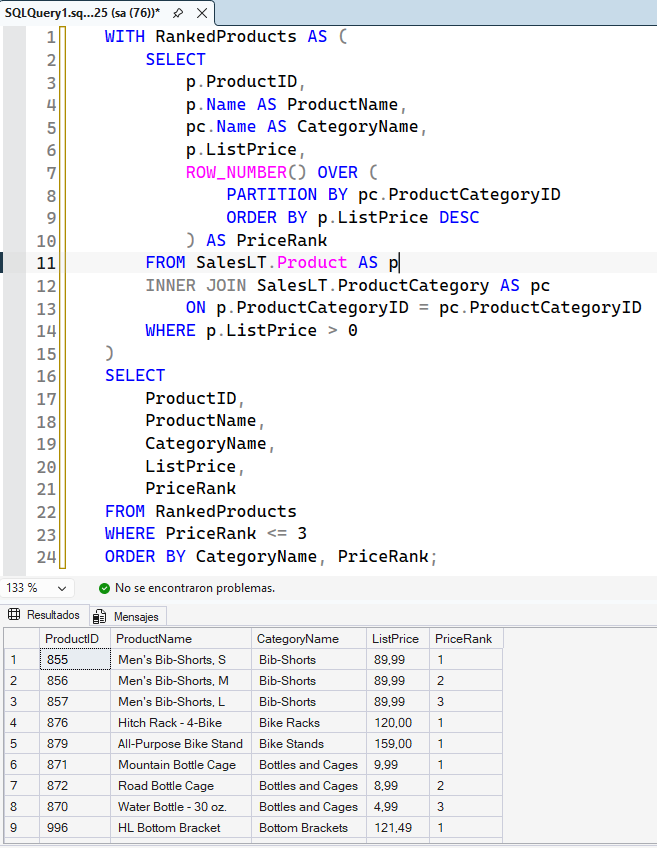 SQLQuery1.sq...25 (sa (76))*
1 WITH RankedProducts AS (
2 SELECT
3 p.ProductID,
4 p.Name AS ProductName,
5 pc.Name AS CategoryName,
6 p.ListPrice,
7 ROW_NUMBER() OVER (
8 PARTITION BY pc.ProductCategoryID
9 ORDER BY p.ListPrice DESC
10 ) AS PriceRank
11 FROM SalesLT.Product AS p
12 INNER JOIN SalesLT.ProductCategory AS pc
13 ON p.ProductCategoryID = pc.ProductCategoryID
14 WHERE p.ListPrice > 0
15 )
16 SELECT
17 ProductID,
18 ProductName,
19 CategoryName,
20 ListPrice,
21 PriceRank
22 FROM RankedProducts
23 WHERE PriceRank <= 3
24 ORDER BY CategoryName, PriceRank;
133 % No se encontraron problemas.
Resultados Mensajes
ProductID ProductName CategoryName ListPrice PriceRank
1 855 Men's Bib-Shorts, S Bib-Shorts 89,99 1
2 856 Men's Bib-Shorts, M Bib-Shorts 89,99 2
3 857 Men's Bib-Shorts, L Bib-Shorts 89,99 3
4 876 Hitch Rack - 4-Bike Bike Racks 120,00 1
5 879 All-Purpose Bike Stand Bike Stands 159,00 1
6 871 Mountain Bottle Cage Bottles and Cages 9,99 1
7 872 Road Bottle Cage Bottles and Cages 8,99 2
8 870 Water Bottle - 30 oz. Bottles and Cages 4,99 3
9 996 HL Bottom Bracket Bottom Brackets 121,49 1